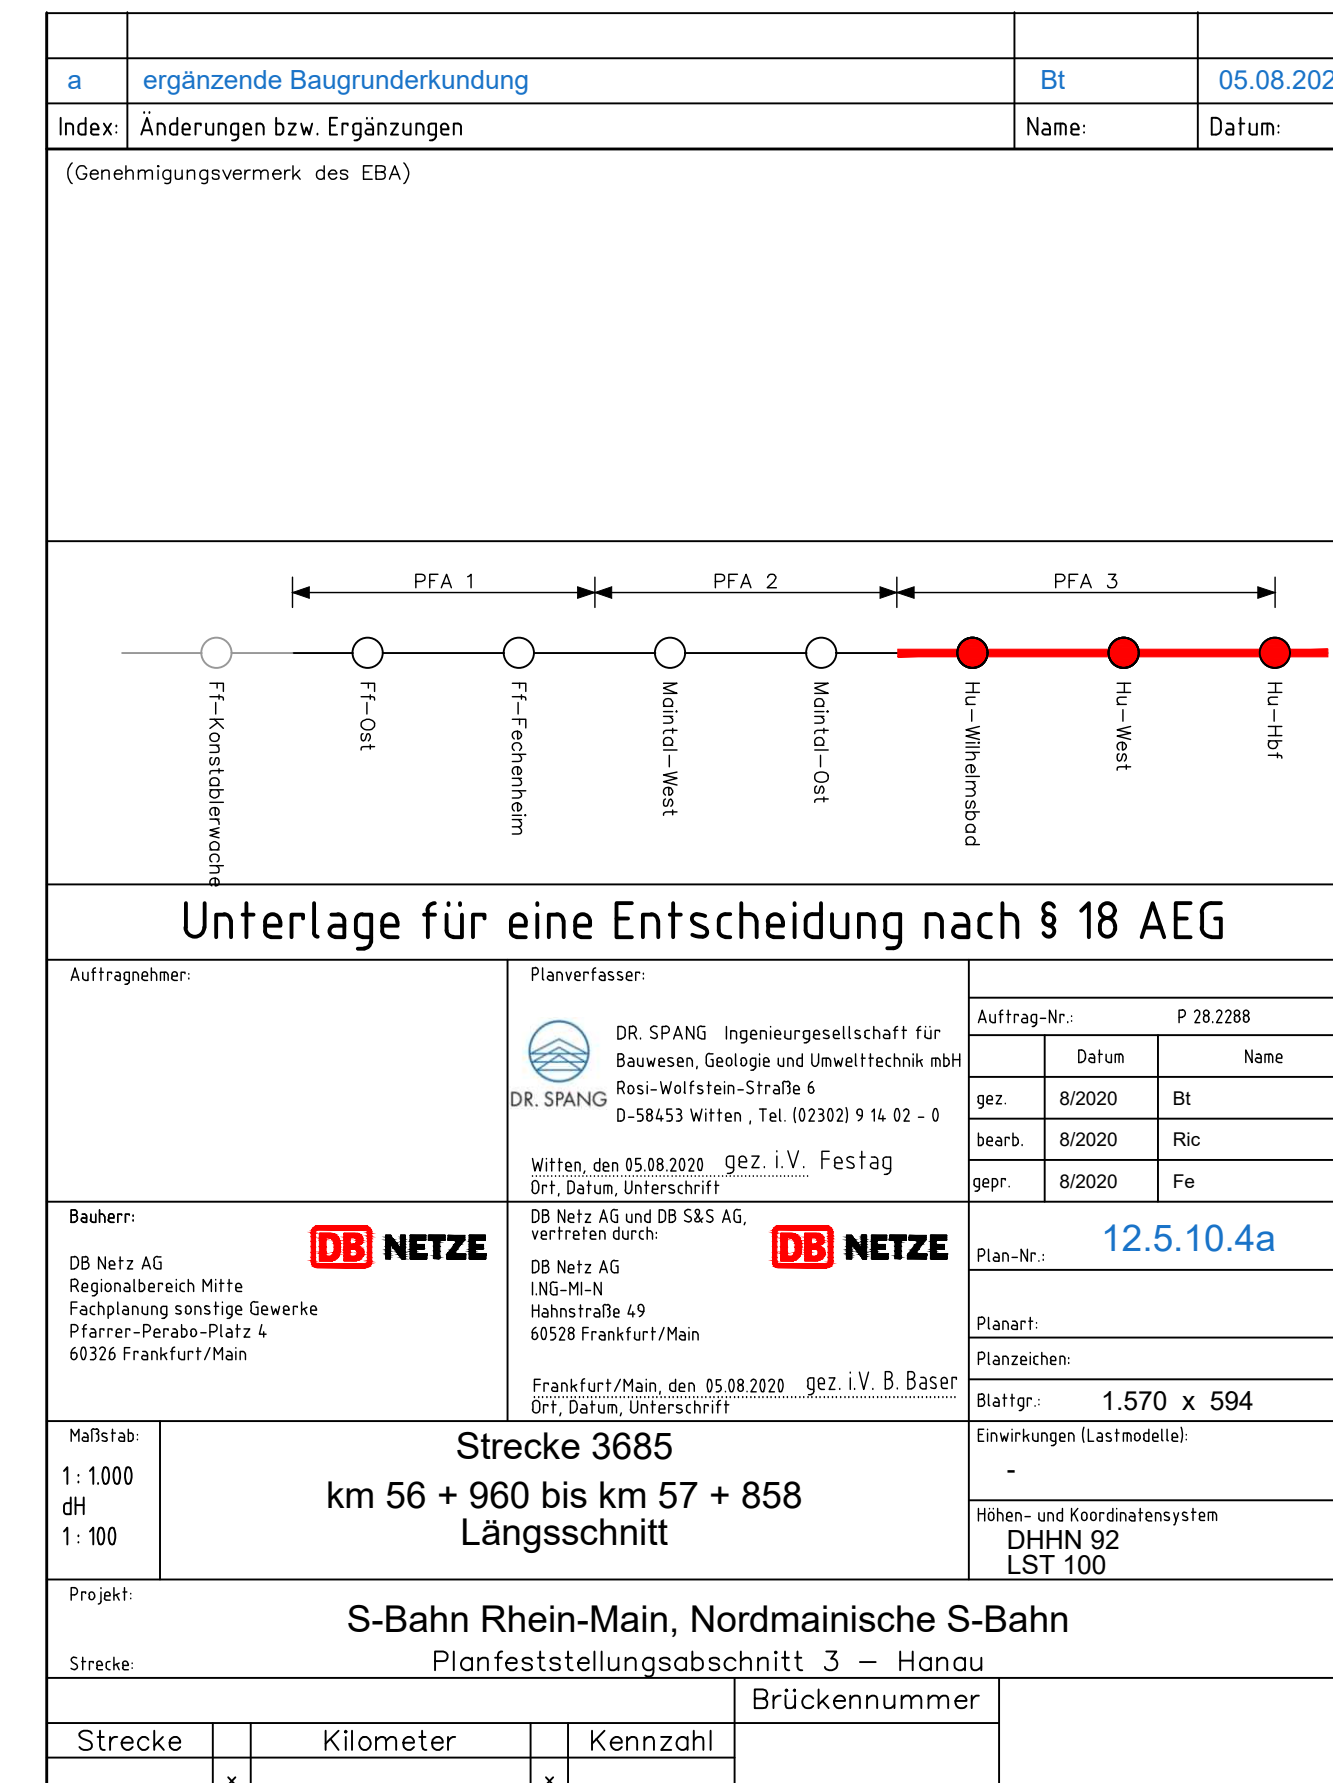 a ergänzende Baugrunderkundung Bt 05.08.202
Index: Änderungen bzw. Ergänzungen Name: Datum:
(Genehmigungsvermerk des EBA)
PFA 1 PFA 2 PFA 3
Ff-Konstablerwache
Ff-Ost
Ff-Fechenheim
Maintal-West
Maintal-Ost
Hu-Wilhelmsbad
Hu-West
Hu-Hbf
Unterlage für eine Entscheidung nach § 18 AEG
Auftragnehmer:
Planverfasser:
DR. SPANG
DR. SPANG Ingenieurgesellschaft für
Bauwesen, Geologie und Umwelttechnik mbH
Rosi-Wolfstein-Straße 6
D-58453 Witten , Tel. (02302) 9 14 02 - 0
Witten, den 05.08.2020 gez. i.V. Festag
Ort, Datum, Unterschrift
Auftrag-Nr.: P 28.2288
Datum Name
gez. 8/2020 Bt
bearb. 8/2020 Ric
gepr. 8/2020 Fe
Bauherr:
DB NETZE
DB Netz AG
Regionalbereich Mitte
Fachplanung sonstige Gewerke
Pfarrer-Perabo-Platz 4
60326 Frankfurt/Main
DB Netz AG und DB S&S AG,
vertreten durch:
DB NETZE
DB Netz AG
I.NG-MI-N
Hahnstraße 49
60528 Frankfurt/Main
Frankfurt/Main, den 05.08.2020 gez. i.V. B. Baser
Ort, Datum, Unterschrift
Plan-Nr.: 12.5.10.4a
Planart:
Planzeichen:
Blattgr.: 1.570 x 594
Maßstab:
1 : 1.000
dH
1 : 100
Strecke 3685
km 56 + 960 bis km 57 + 858
Längsschnitt
Einwirkungen (Lastmodelle):
-
Höhen- und Koordinatensystem
DHHN 92
LST 100
Projekt:
S-Bahn Rhein-Main, Nordmainische S-Bahn
Strecke: Planfeststellungsabschnitt 3 – Hanau
Brückennummer
Strecke Kilometer Kennzahl
x x